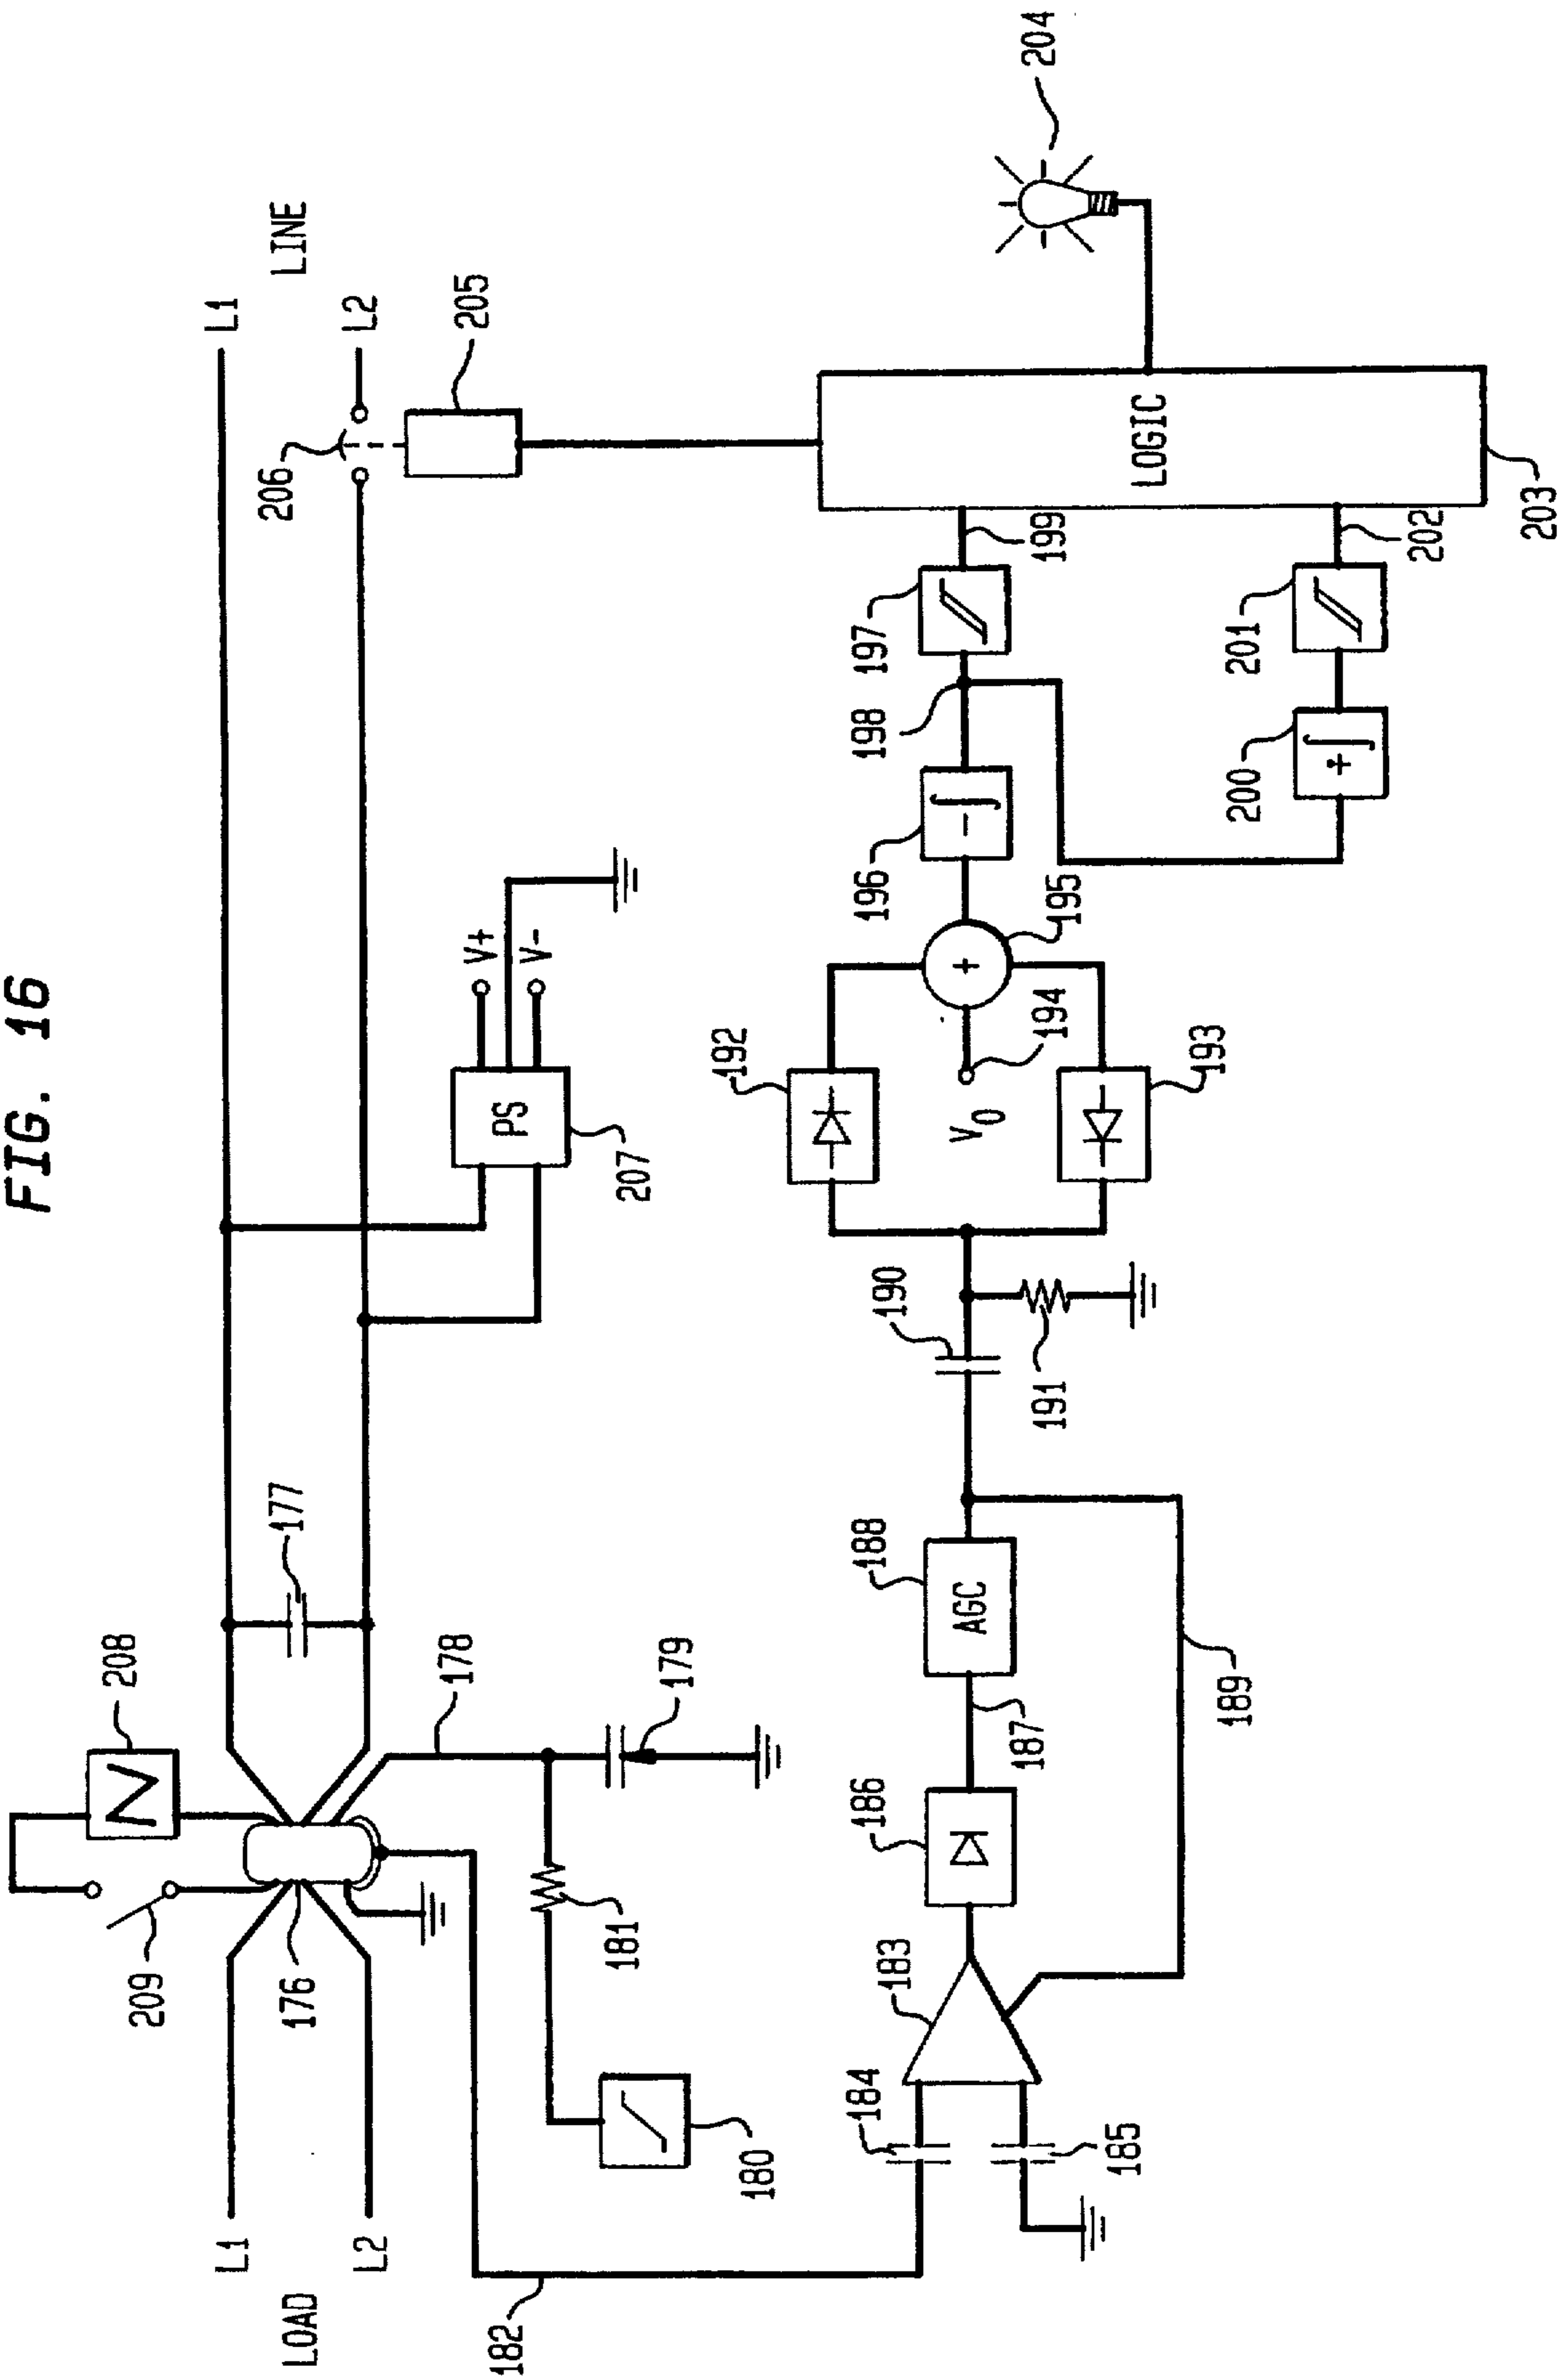 FIG. 16
LOAD
L1
L2
LINE
L1
L2
209
176
208
177
178
179
180
181
182
207
PS
V+
V-
206
205
204
183
184
185
186
187
188
AGC
189
190
191
192
193
V0
194
195
196
198
197
199
200
201
202
LOGIC
203